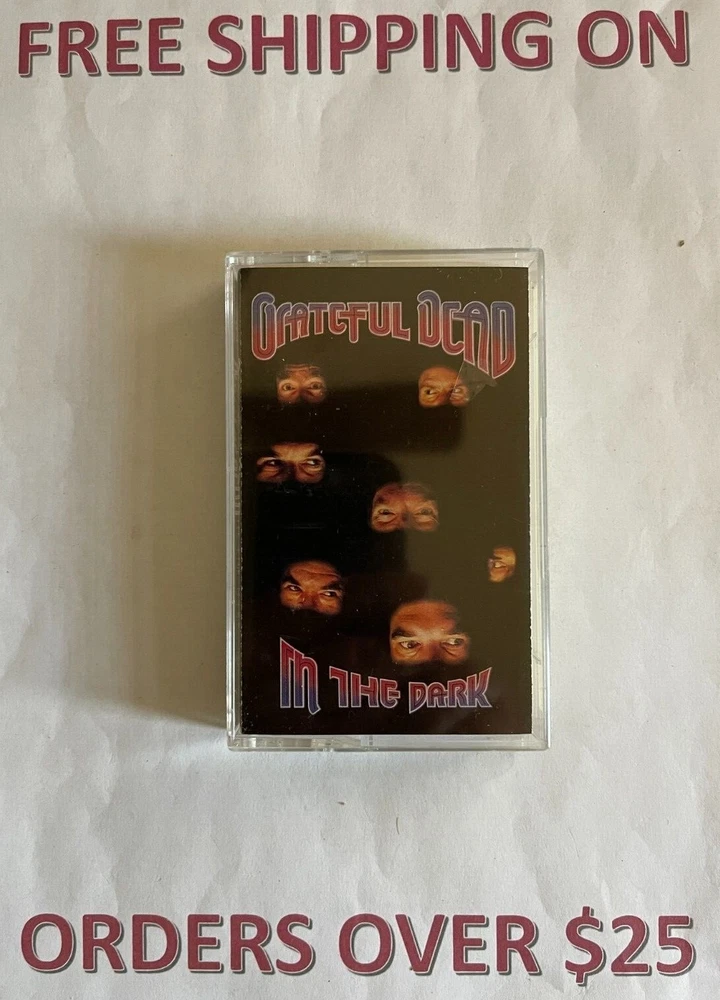 FREE SHIPPING ON
GRATEFUL DEAD
IN THE DARK
ORDERS OVER $25